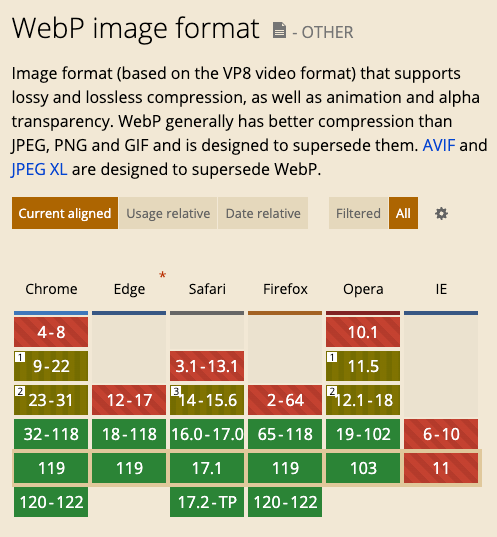 WebP image format - OTHER
Image format (based on the VP8 video format) that supports
lossy and lossless compression, as well as animation and alpha
transparency. WebP generally has better compression than
JPEG, PNG and GIF and is designed to supersede them. AVIF and
JPEG XL are designed to supersede WebP.
Current aligned Usage relative Date relative Filtered All
Chrome Edge * Safari Firefox Opera IE
4-8 10.1
1 9-22 3.1-13.1 1 11.5
2 23-31 12-17 3 14-15.6 2-64 2 12.1-18
32-118 18-118 16.0-17.0 65-118 19-102 6-10
119 119 17.1 119 103 11
120-122 17.2-TP 120-122